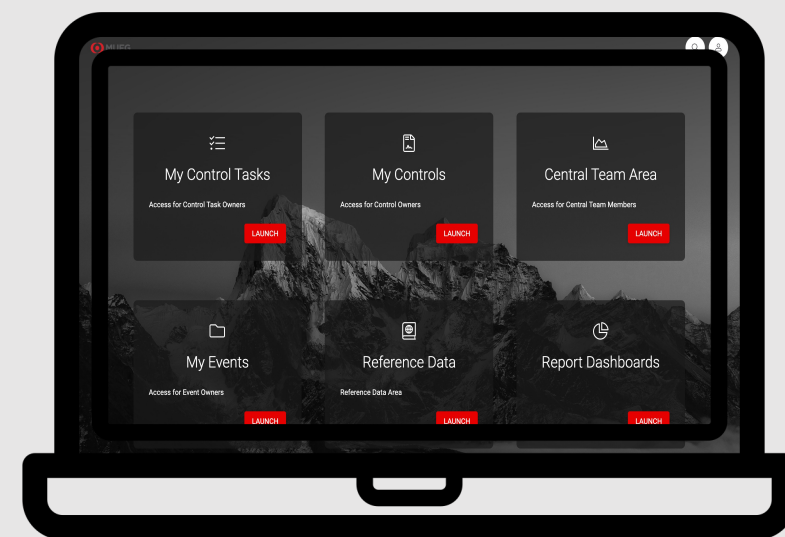 MUFG
My Control Tasks
Access for Control Task Owners
LAUNCH
My Controls
Access for Control Owners
LAUNCH
Central Team Area
Access for Central Team Members
LAUNCH
My Events
Access for Event Owners
LAUNCH
Reference Data
Reference Data Area
LAUNCH
Report Dashboards
LAUNCH